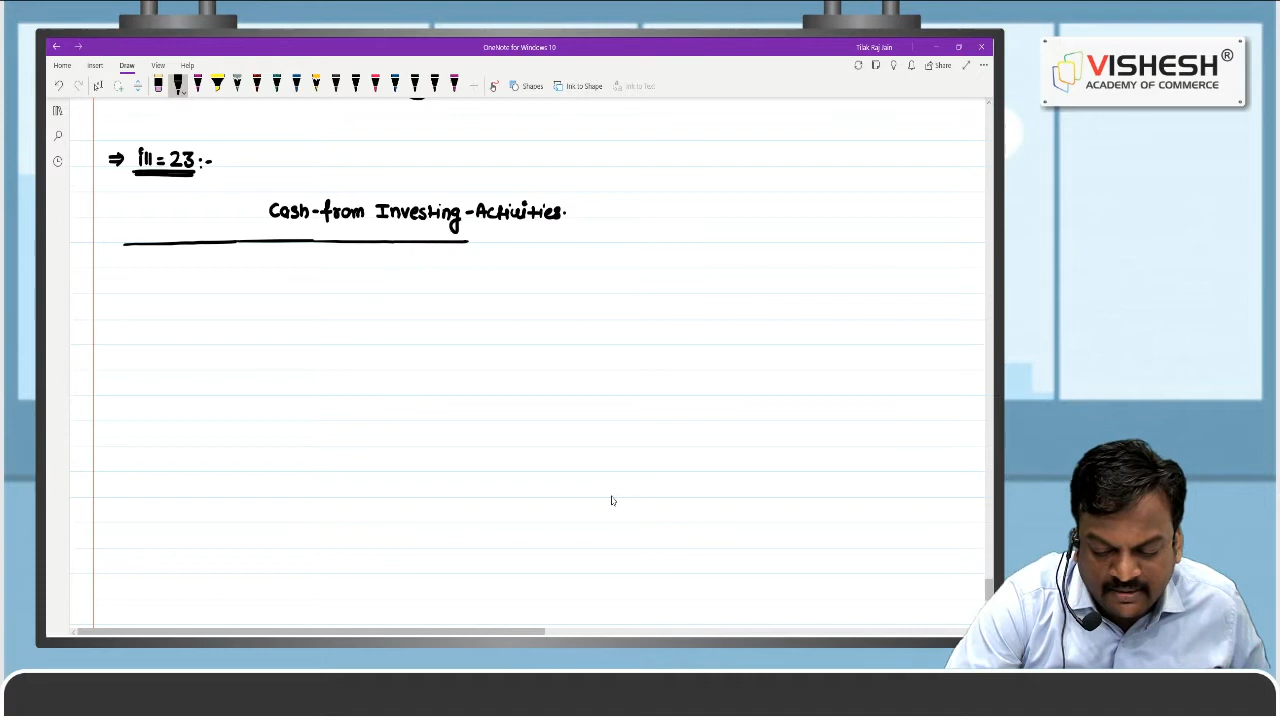 OneNote for Windows 10
Tilak Raj Jain
Home Insert Draw View Help
Share
Shapes
Ink to Shape
Ink to Text
⇒ ill = 23 :-
Cash-from Investing-Activities.
VISHESH ®
ACADEMY OF COMMERCE